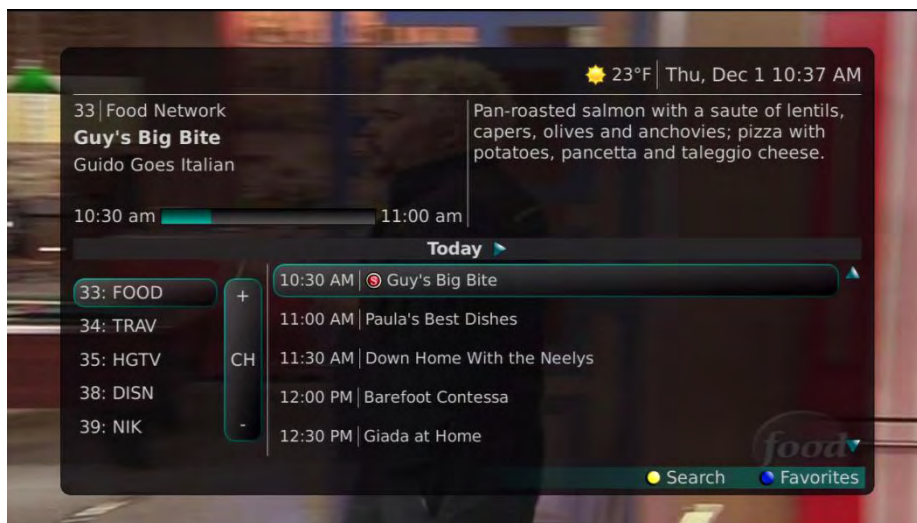 23°F | Thu, Dec 1 10:37 AM
33 | Food Network
Guy's Big Bite
Guido Goes Italian
10:30 am 11:00 am
Pan-roasted salmon with a saute of lentils,
capers, olives and anchovies; pizza with
potatoes, pancetta and taleggio cheese.
Today
33: FOOD
34: TRAV
35: HGTV
38: DISN
39: NIK
+
CH
-
10:30 AM | S Guy's Big Bite
11:00 AM | Paula's Best Dishes
11:30 AM | Down Home With the Neelys
12:00 PM | Barefoot Contessa
12:30 PM | Giada at Home
food
Search Favorites